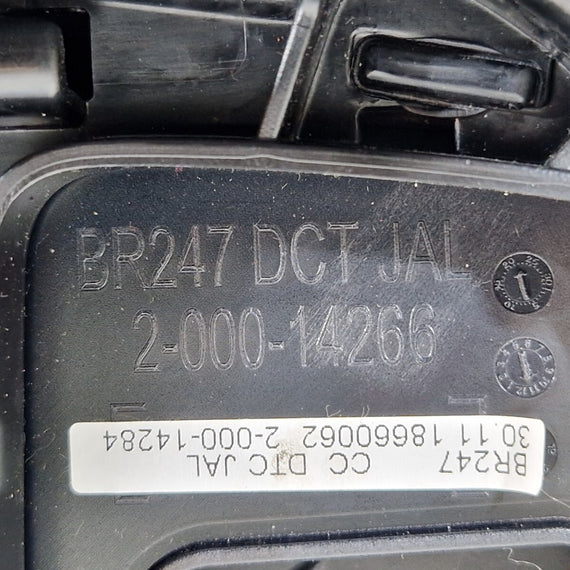 BR247 DCT JAL
2-000-14266
BR247 CC DTC JAL
30.11 18660062 2-000-14284